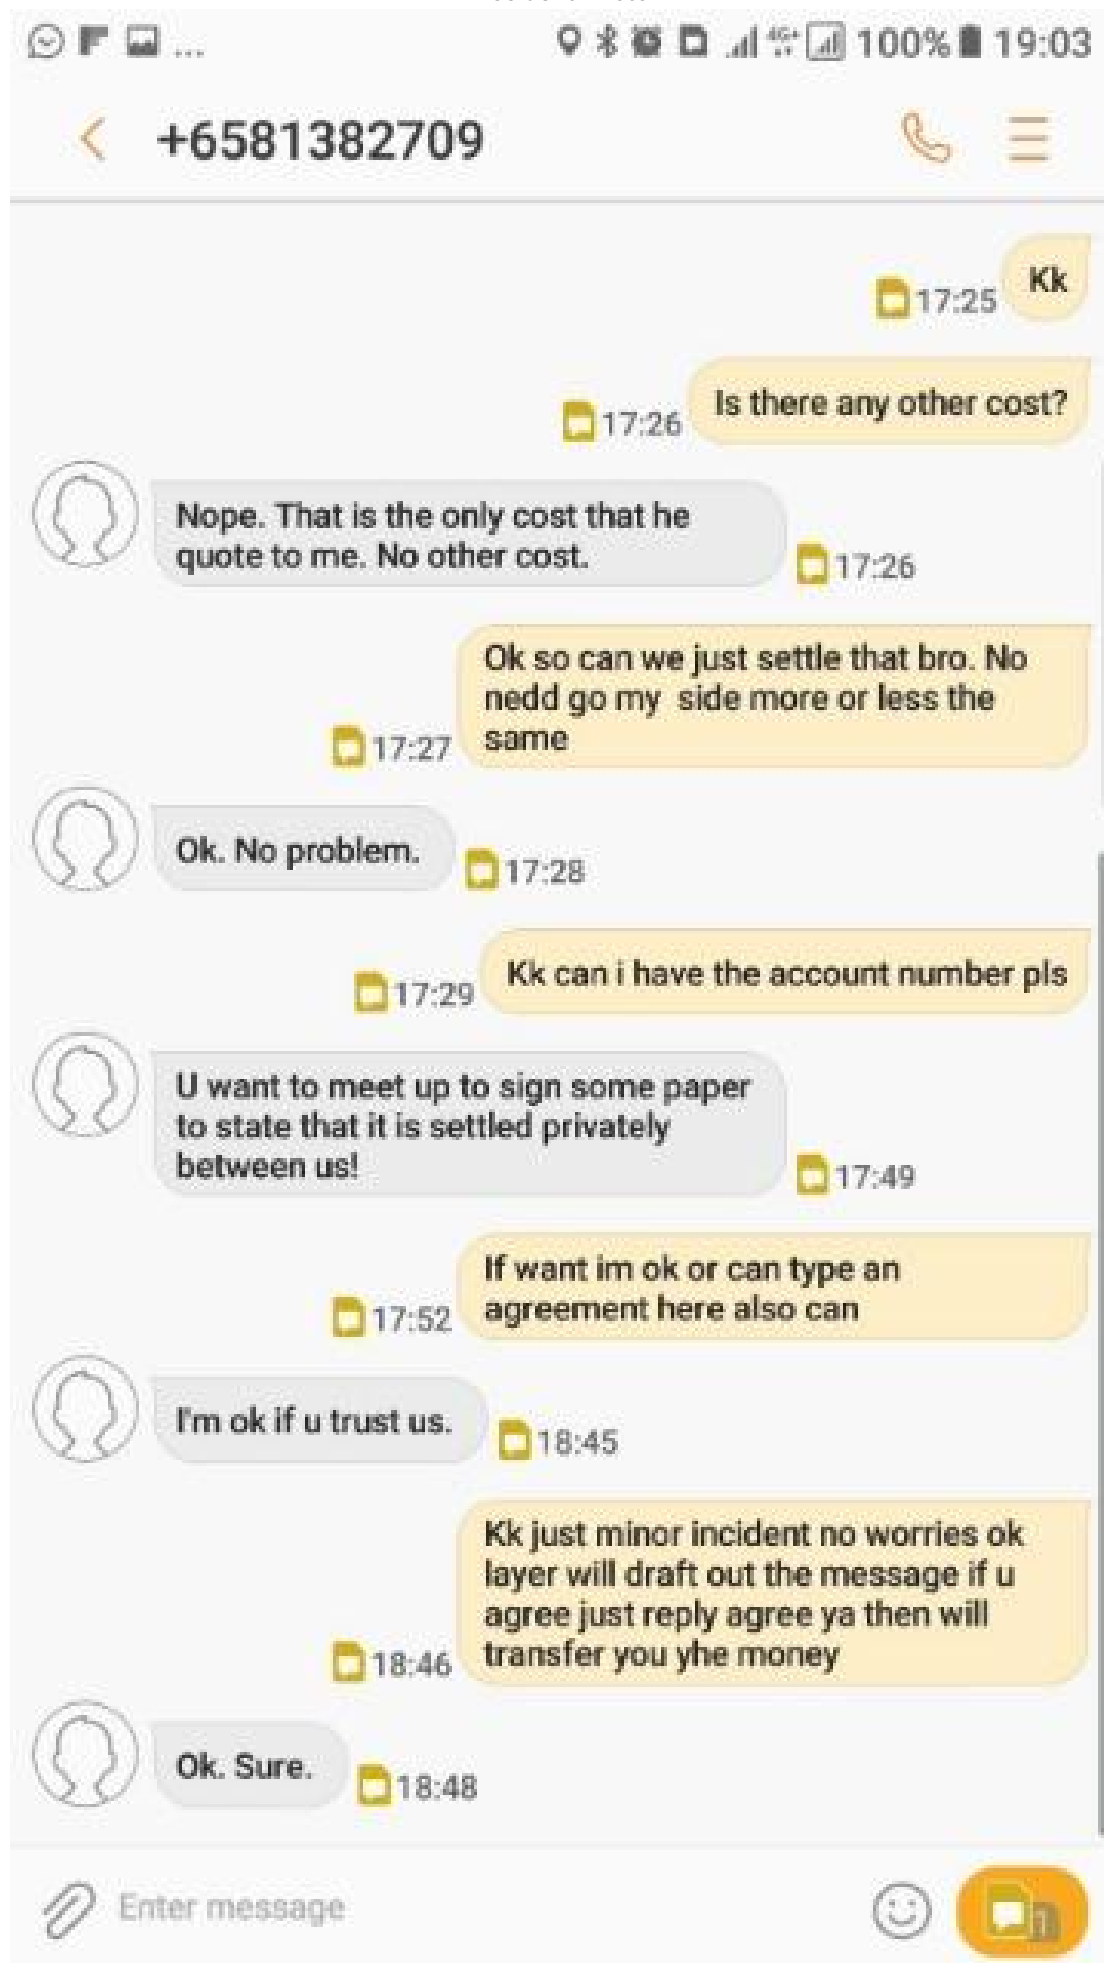 ... 4G+ 100% 19:03
+6581382709
Kk
17:25
Is there any other cost?
17:26
Nope. That is the only cost that he
quote to me. No other cost.
17:26
Ok so can we just settle that bro. No
nedd go my side more or less the
same
17:27
Ok. No problem.
17:28
Kk can i have the account number pls
17:29
U want to meet up to sign some paper
to state that it is settled privately
between us!
17:49
If want im ok or can type an
agreement here also can
17:52
I'm ok if u trust us.
18:45
Kk just minor incident no worries ok
layer will draft out the message if u
agree just reply agree ya then will
transfer you yhe money
18:46
Ok. Sure.
18:48
Enter message
1